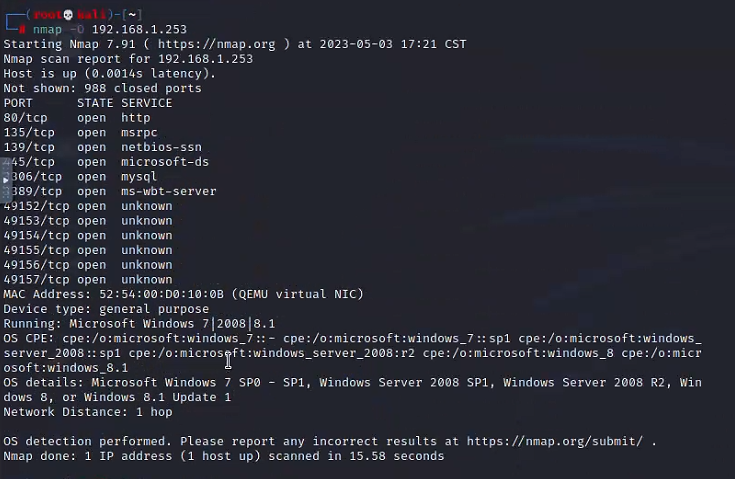 ┌──(root💀kali)-[~]
└─# nmap -O 192.168.1.253
Starting Nmap 7.91 ( https://nmap.org ) at 2023-05-03 17:21 CST
Nmap scan report for 192.168.1.253
Host is up (0.0014s latency).
Not shown: 988 closed ports
PORT      STATE SERVICE
80/tcp    open  http
135/tcp   open  msrpc
139/tcp   open  netbios-ssn
445/tcp   open  microsoft-ds
3306/tcp  open  mysql
3389/tcp  open  ms-wbt-server
49152/tcp open  unknown
49153/tcp open  unknown
49154/tcp open  unknown
49155/tcp open  unknown
49156/tcp open  unknown
49157/tcp open  unknown
MAC Address: 52:54:00:D0:10:0B (QEMU virtual NIC)
Device type: general purpose
Running: Microsoft Windows 7|2008|8.1
OS CPE: cpe:/o:microsoft:windows_7::- cpe:/o:microsoft:windows_7::sp1 cpe:/o:microsoft:windows_
server_2008::sp1 cpe:/o:microsoft:windows_server_2008:r2 cpe:/o:microsoft:windows_8 cpe:/o:micr
osoft:windows_8.1
OS details: Microsoft Windows 7 SP0 - SP1, Windows Server 2008 SP1, Windows Server 2008 R2, Win
dows 8, or Windows 8.1 Update 1
Network Distance: 1 hop
OS detection performed. Please report any incorrect results at https://nmap.org/submit/ .
Nmap done: 1 IP address (1 host up) scanned in 15.58 seconds